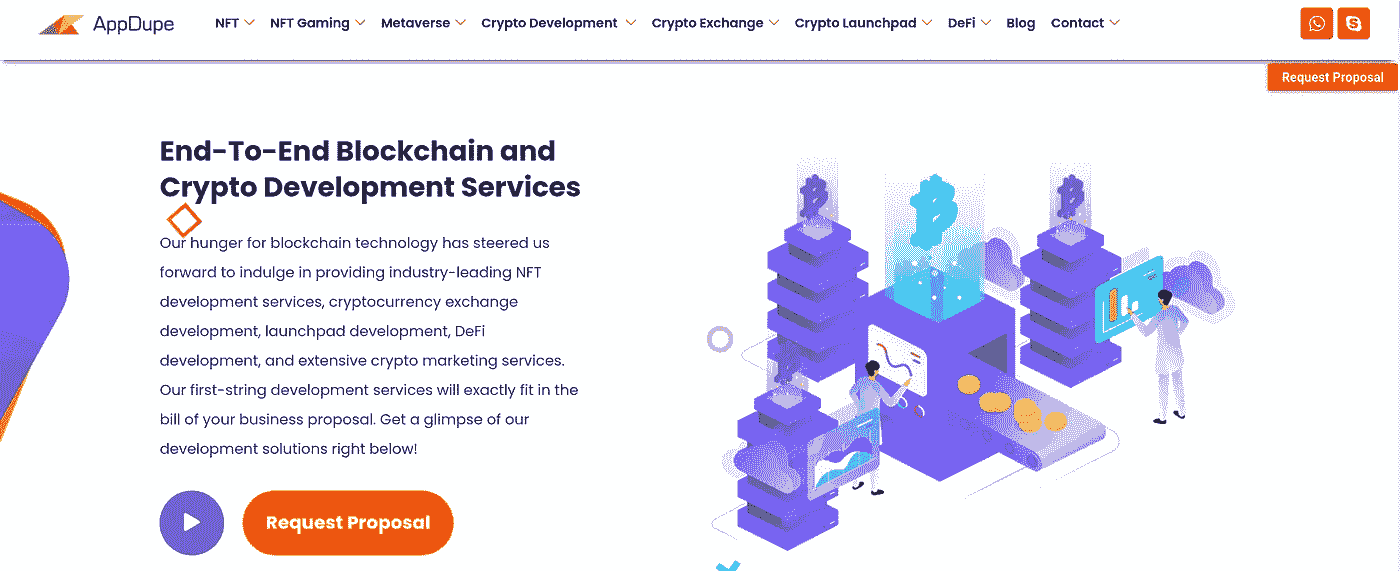 AppDupe NFT NFT Gaming Metaverse Crypto Development Crypto Exchange Crypto Launchpad DeFi Blog Contact
Request Proposal
End-To-End Blockchain and
Crypto Development Services
Our hunger for blockchain technology has steered us
forward to indulge in providing industry-leading NFT
development services, cryptocurrency exchange
development, launchpad development, DeFi
development, and extensive crypto marketing services.
Our first-string development services will exactly fit in the
bill of your business proposal. Get a glimpse of our
development solutions right below!
Request Proposal